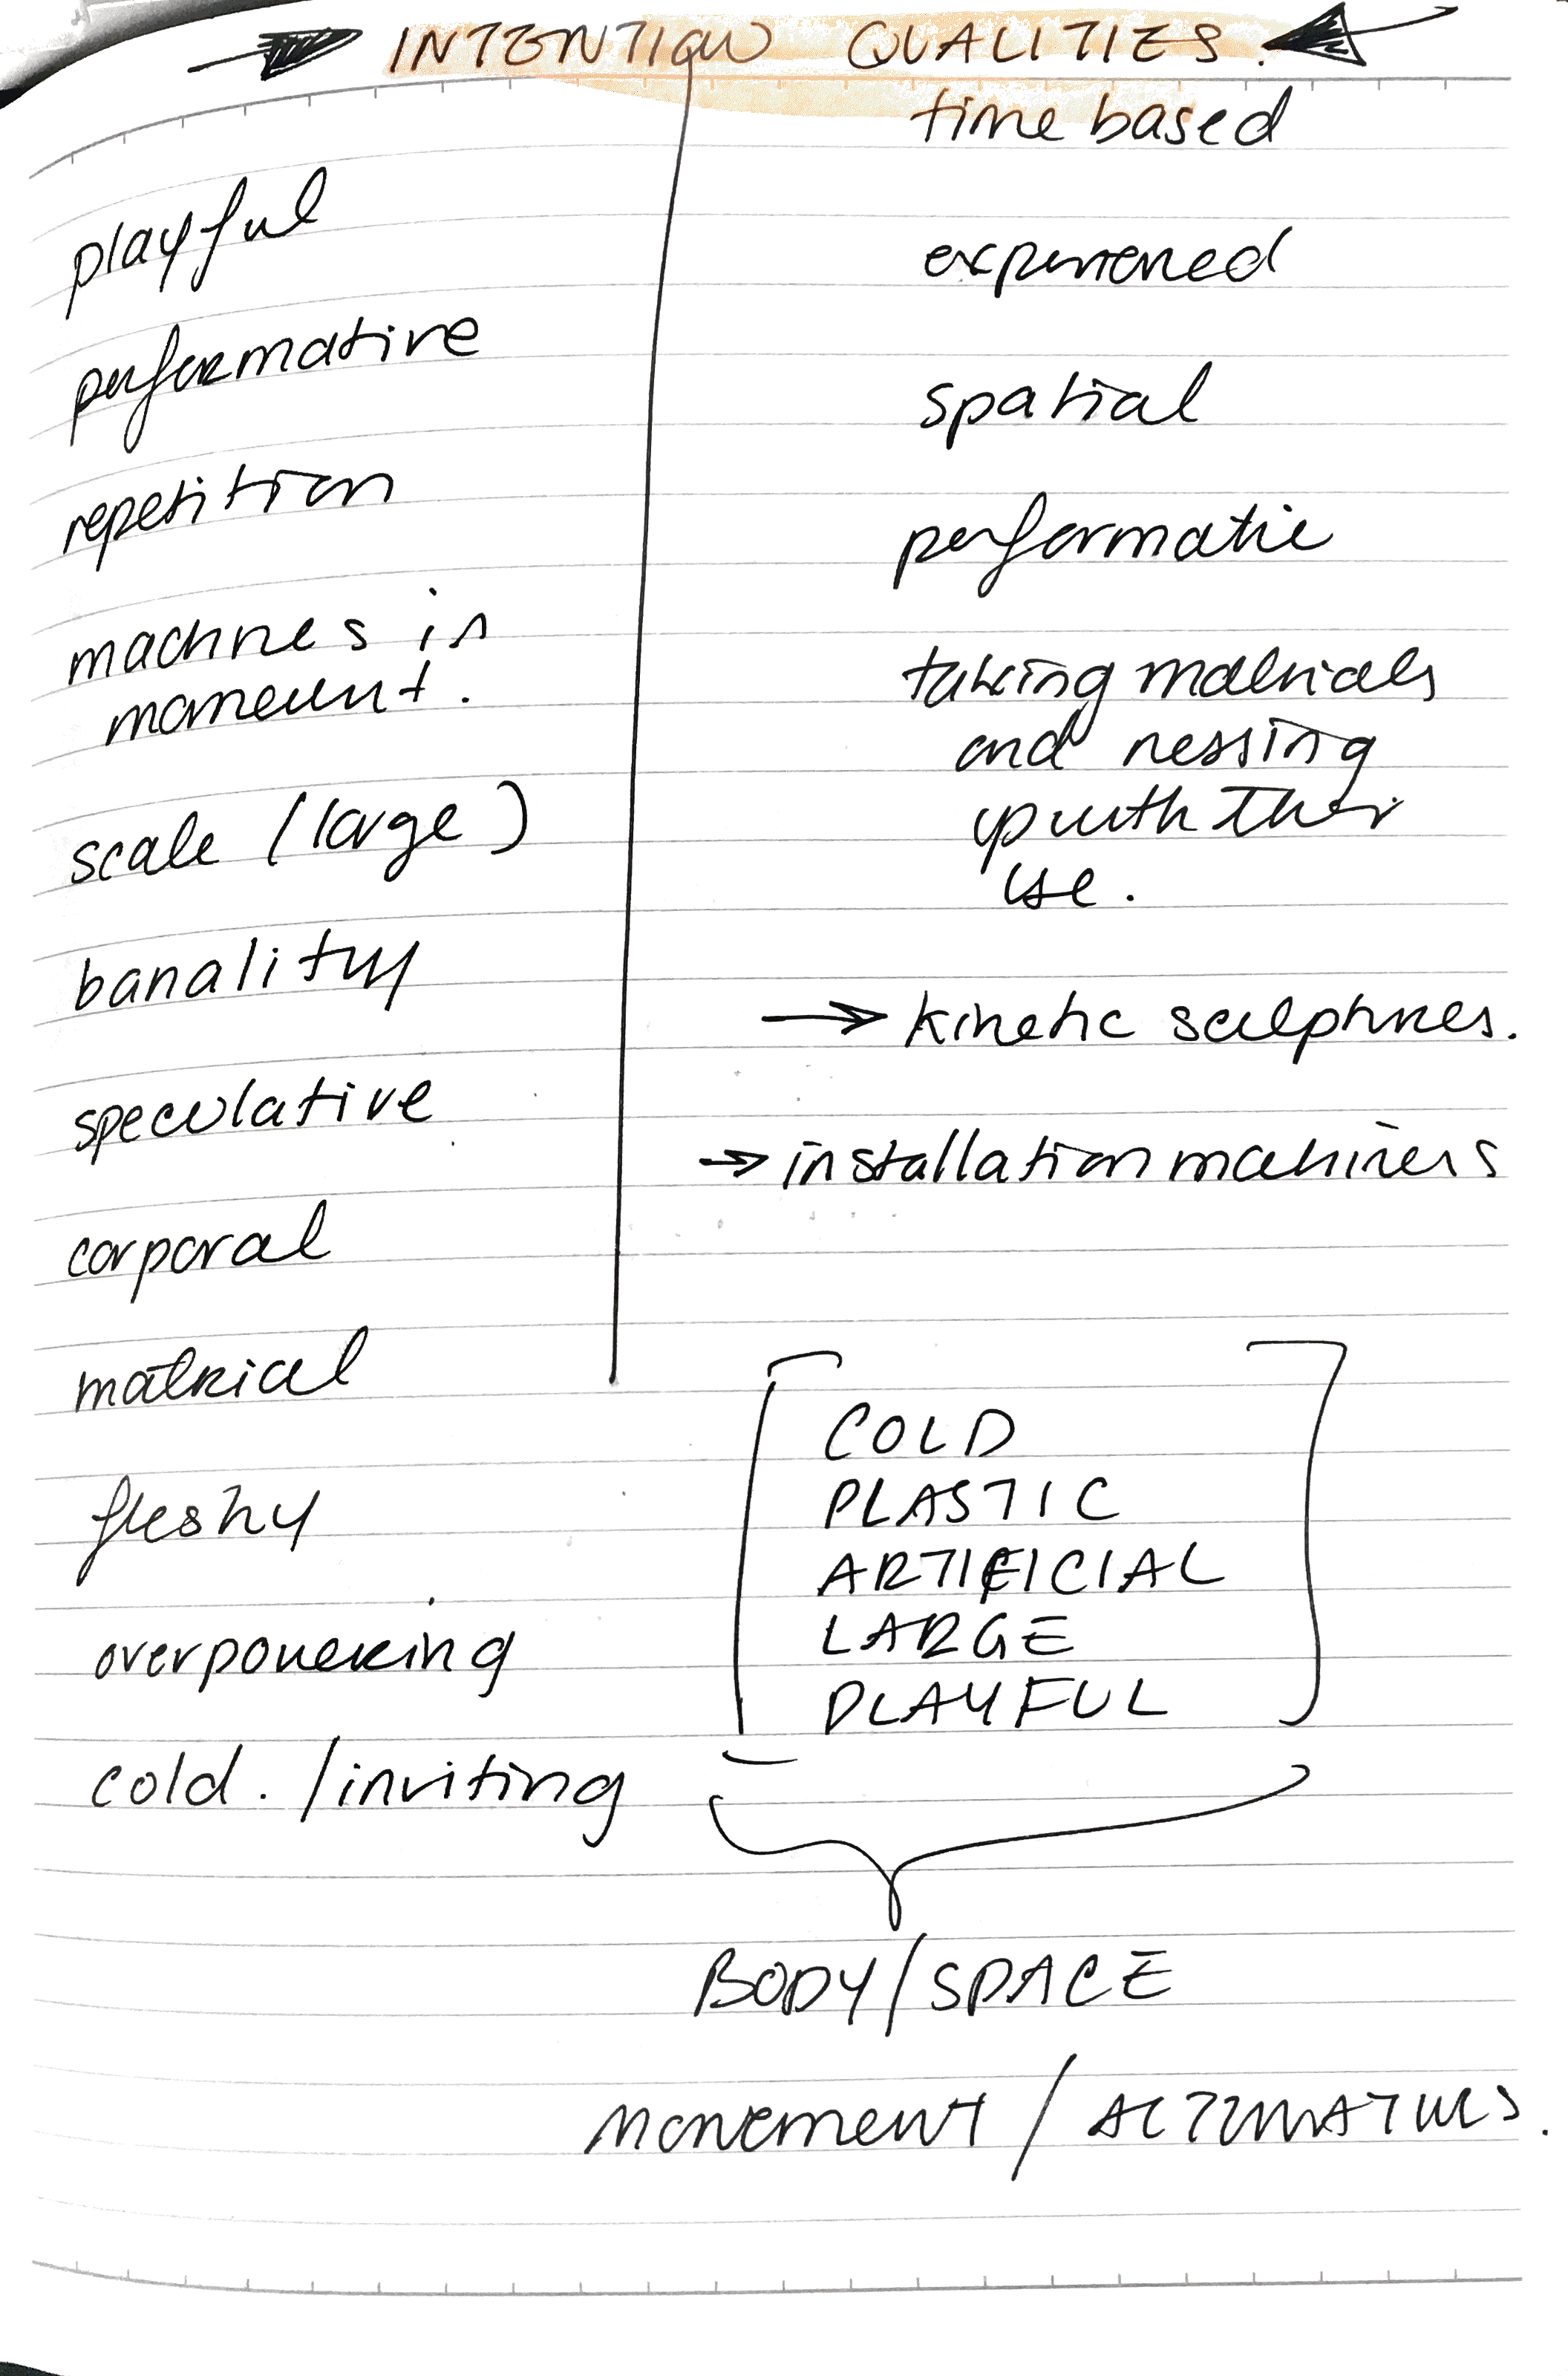 INTENTION QUALITIES.
playful
performative
repetition
machines in
movement.
scale (large)
banality
speculative
corporal
material
fleshy
overpowering
cold. /inviting
time based
experienced
spatial
performatic
taking materials
and messing
up with their
use.
→ kinetic sculptures.
→ installation machines
COLD
PLASTIC
ARTIFICIAL
LARGE
PLAYFUL
BODY/SPACE
MOVEMENT / ALTERNATIVES.